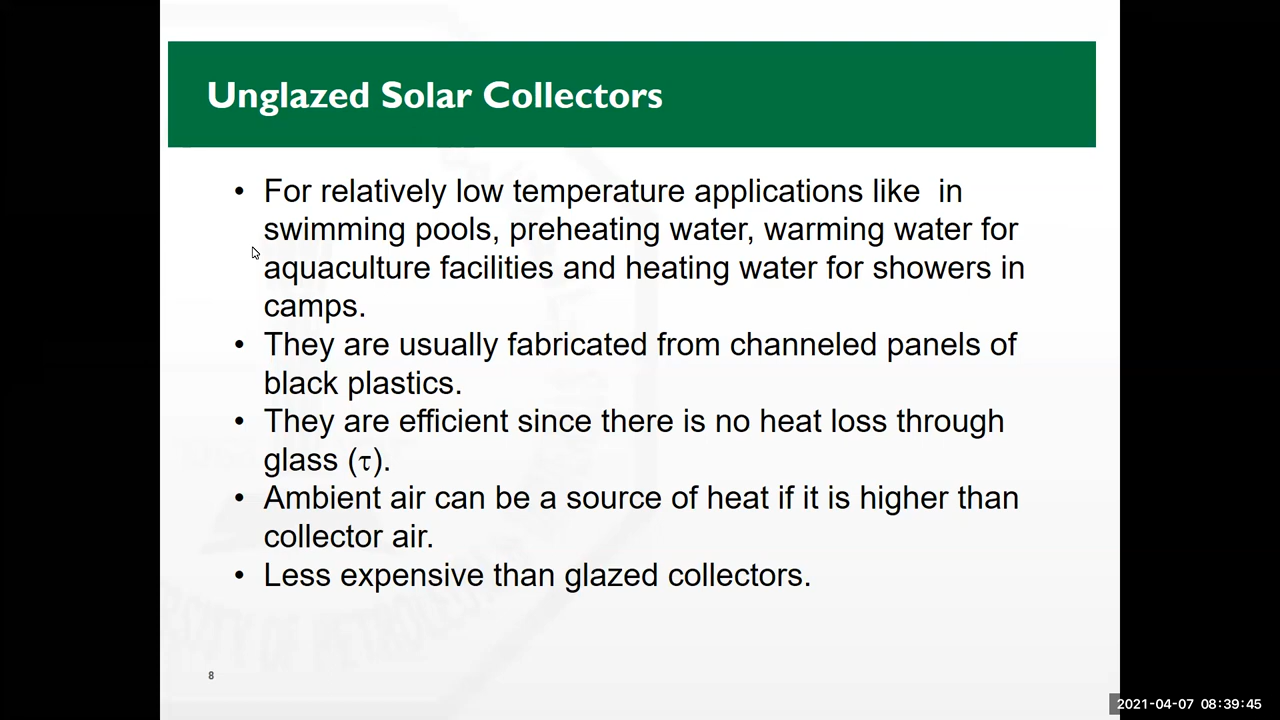 Unglazed Solar Collectors
• For relatively low temperature applications like  in
swimming pools, preheating water, warming water for
aquaculture facilities and heating water for showers in
camps.
• They are usually fabricated from channeled panels of
black plastics.
• They are efficient since there is no heat loss through
glass (τ).
• Ambient air can be a source of heat if it is higher than
collector air.
• Less expensive than glazed collectors.
8
2021-04-07 08:39:45